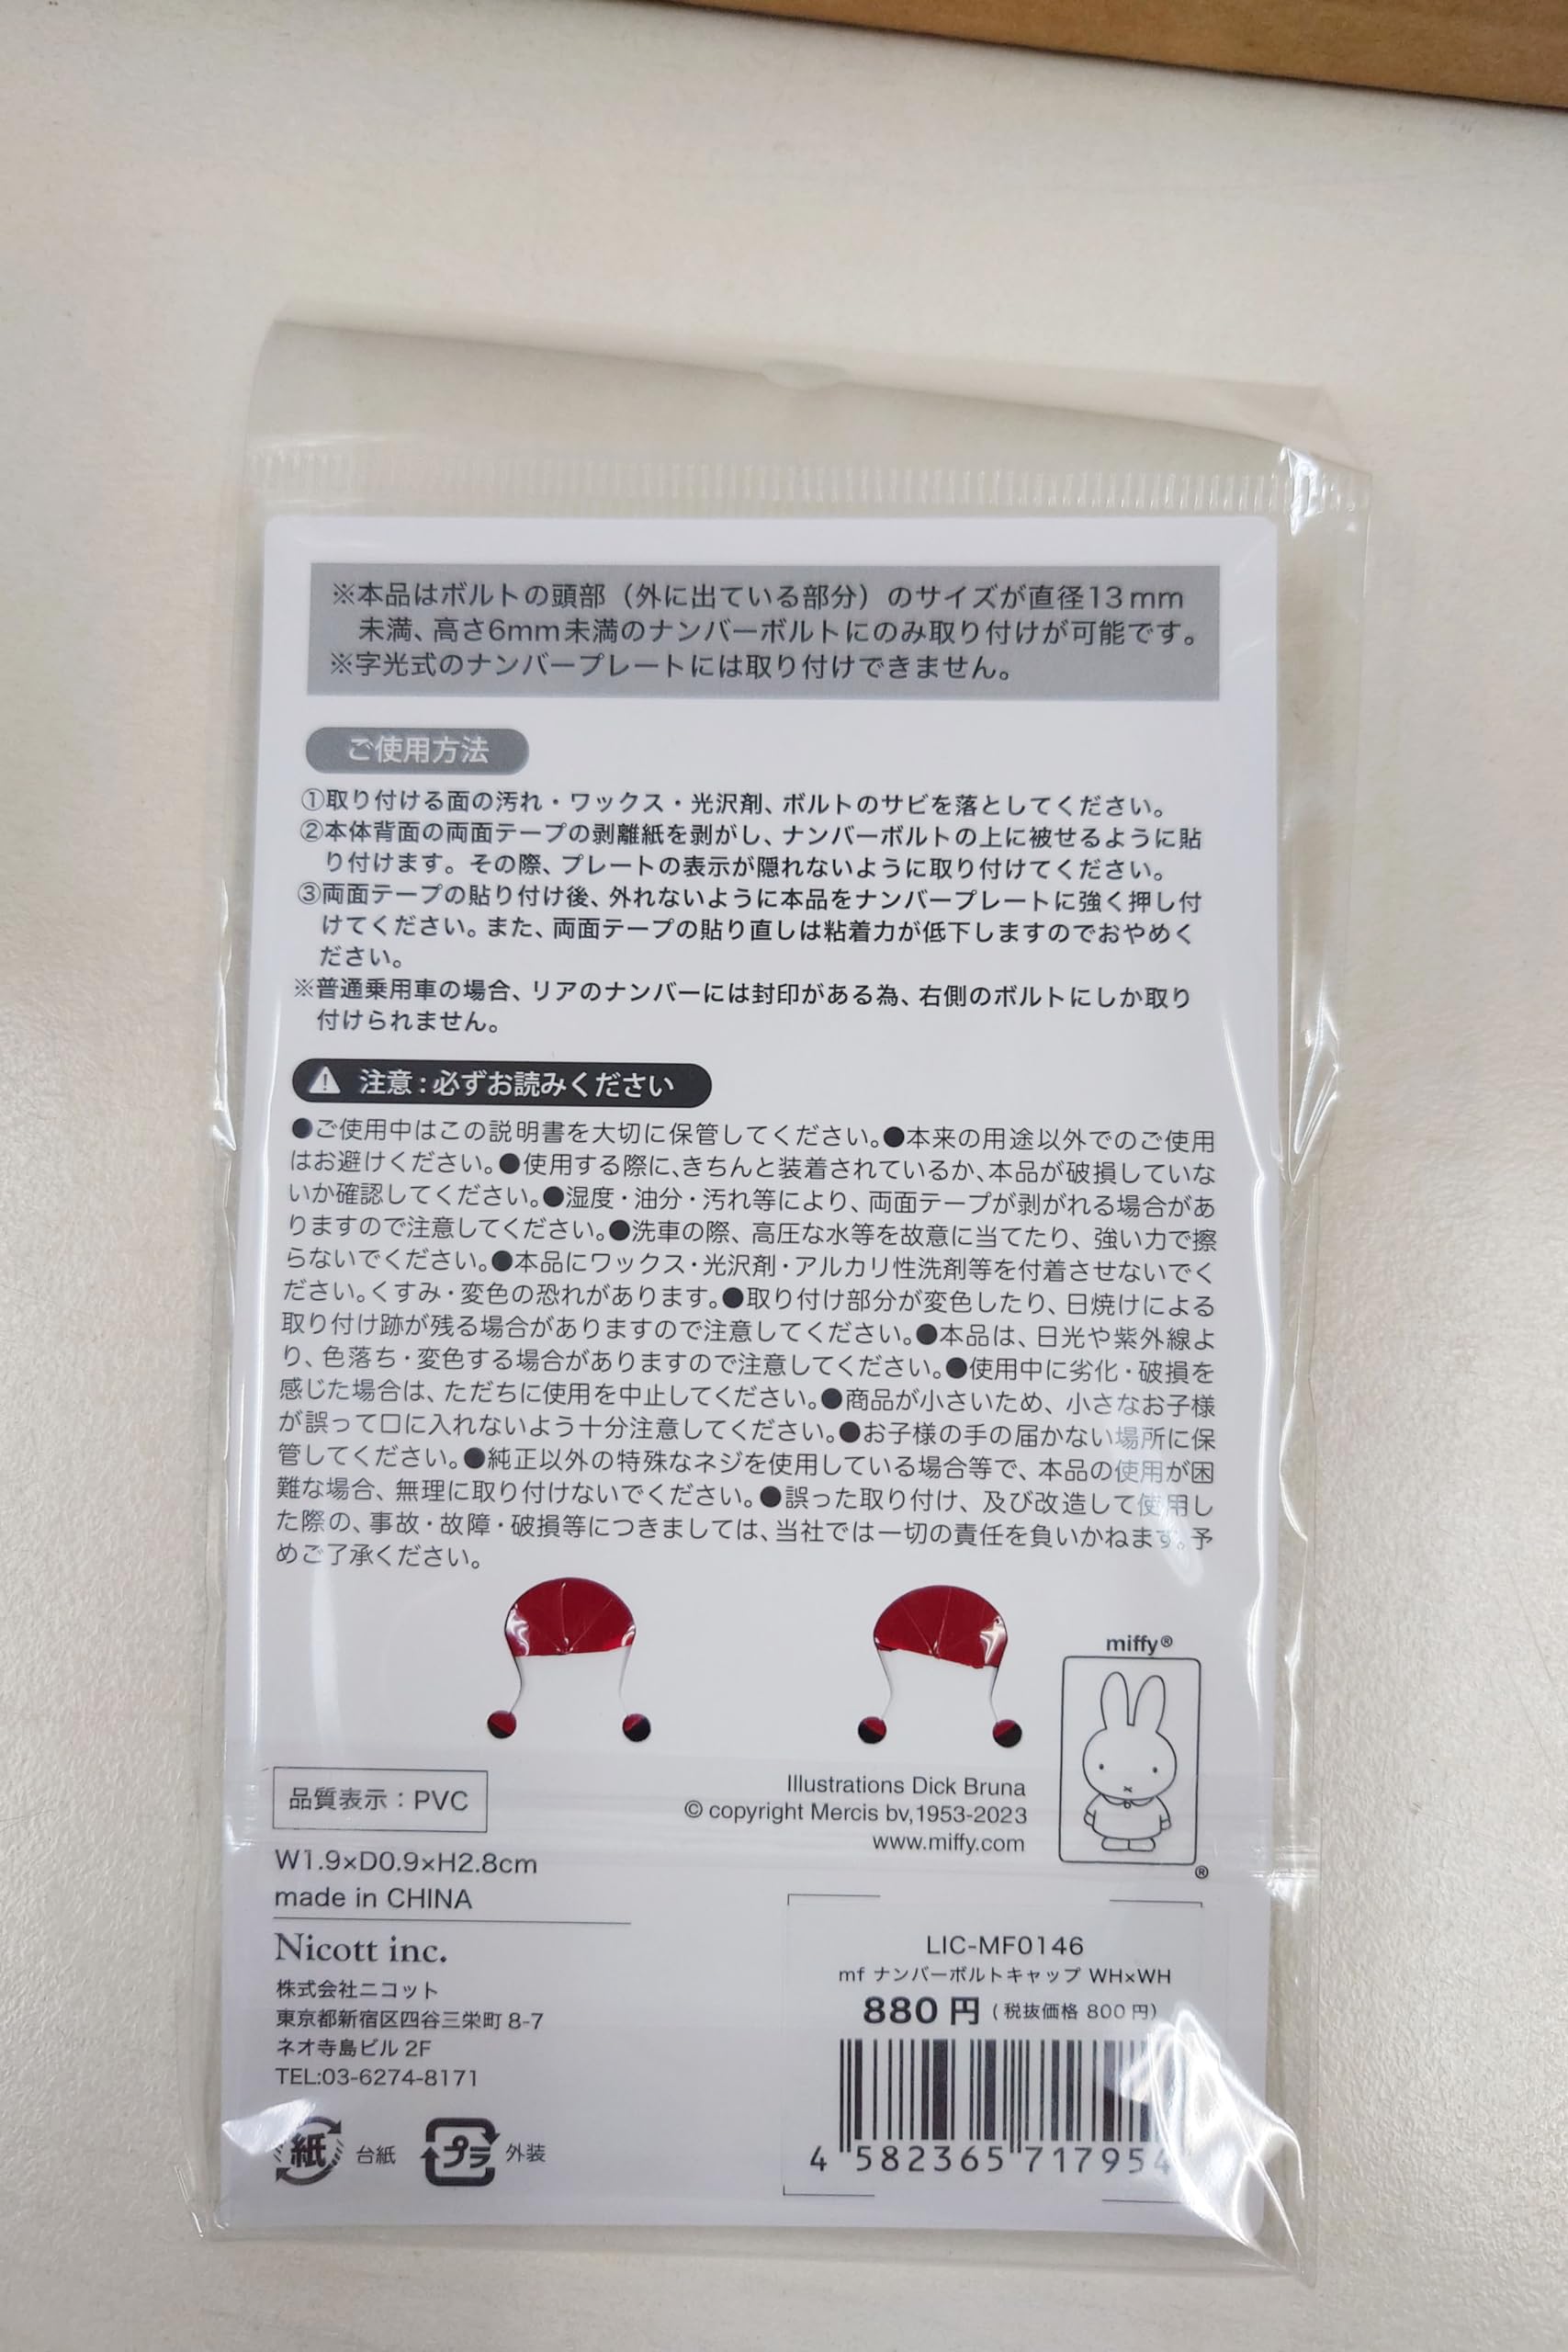 ※本品はボルトの頭部（外に出ている部分）のサイズが直径13mm
未満、高さ6mm未満のナンバーボルトにのみ取り付けが可能です。
※字光式のナンバープレートには取り付けできません。
ご使用方法
①取り付ける面の汚れ・ワックス・光沢剤、ボルトのサビを落としてください。
②本体背面の両面テープの剥離紙を剥がし、ナンバーボルトの上に被せるように貼
り付けます。その際、プレートの表示が隠れないように取り付けてください。
③両面テープの貼り付け後、外れないように本品をナンバープレートに強く押し付
けてください。また、両面テープの貼り直しは粘着力が低下しますのでおやめく
ださい。
※普通乗用車の場合、リアのナンバーには封印がある為、右側のボルトにしか取り
付けられません。
注意：必ずお読みください
●ご使用中はこの説明書を大切に保管してください。●本来の用途以外でのご使用
はお避けください。●使用する際に、きちんと装着されているか、本品が破損していな
いか確認してください。●湿度・油分・汚れ等により、両面テープが剥がれる場合があ
りますので注意してください。●洗車の際、高圧な水等を故意に当てたり、強い力で擦
らないでください。●本品にワックス・光沢剤・アルカリ性洗剤等を付着させないでく
ださい。くすみ・変色の恐れがあります。●取り付け部分が変色したり、日焼けによる
取り付け跡が残る場合がありますので注意してください。●本品は、日光や紫外線よ
り、色落ち・変色する場合がありますので注意してください。●使用中に劣化・破損を
感じた場合は、ただちに使用を中止してください。●商品が小さいため、小さなお子様
が誤って口に入れないよう十分注意してください。●お子様の手の届かない場所に保
管してください。●純正以外の特殊なネジを使用している場合等で、本品の使用が困
難な場合、無理に取り付けないでください。●誤った取り付け、及び改造して使用し
た際の、事故・故障・破損等につきましては、当社では一切の責任を負いかねます。予
めご了承ください。
miffy®
品質表示：PVC
Illustrations Dick Bruna
© copyright Mercis bv,1953-2023
www.miffy.com
®
W1.9×D0.9×H2.8cm
made in CHINA
Nicott inc.
株式会社ニコット
東京都新宿区四谷三栄町 8-7
ネオ寺島ビル 2F
TEL:03-6274-8171
紙 台紙 プラ 外装
LIC-MF0146
mf ナンバーボルトキャップ WH×WH
880円（税抜価格 800円）
4 582365 717954